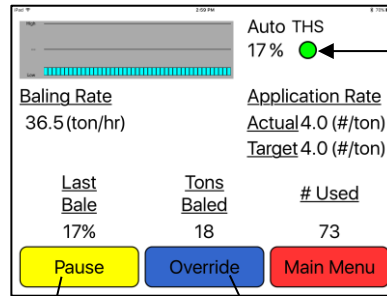 iPad
2:59 PM
70%
High
Low
Auto THS
17 %
Baling Rate
Application Rate
36.5 (ton/hr)
Actual 4.0 (#/ton)
Target 4.0 (#/ton)
Last Bale
Tons Baled
# Used
17%
18
73
Pause
Override
Main Menu